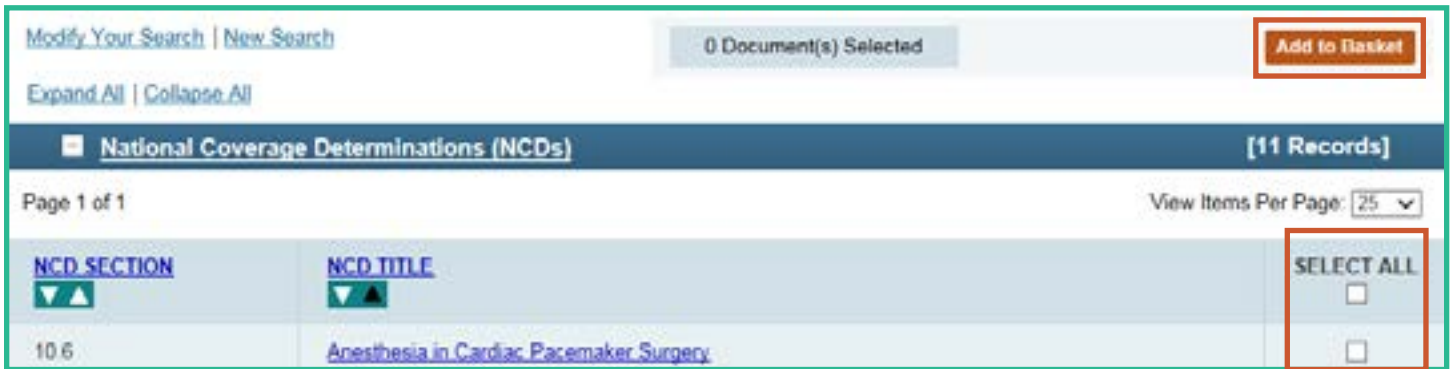 Modify Your Search | New Search
0 Document(s) Selected
Add to Basket
Expand All | Collapse All
National Coverage Determinations (NCDs) [11 Records]
Page 1 of 1
View Items Per Page: 25
NCD SECTION
NCD TITLE
SELECT ALL
10.6
Anesthesia in Cardiac Pacemaker Surgery